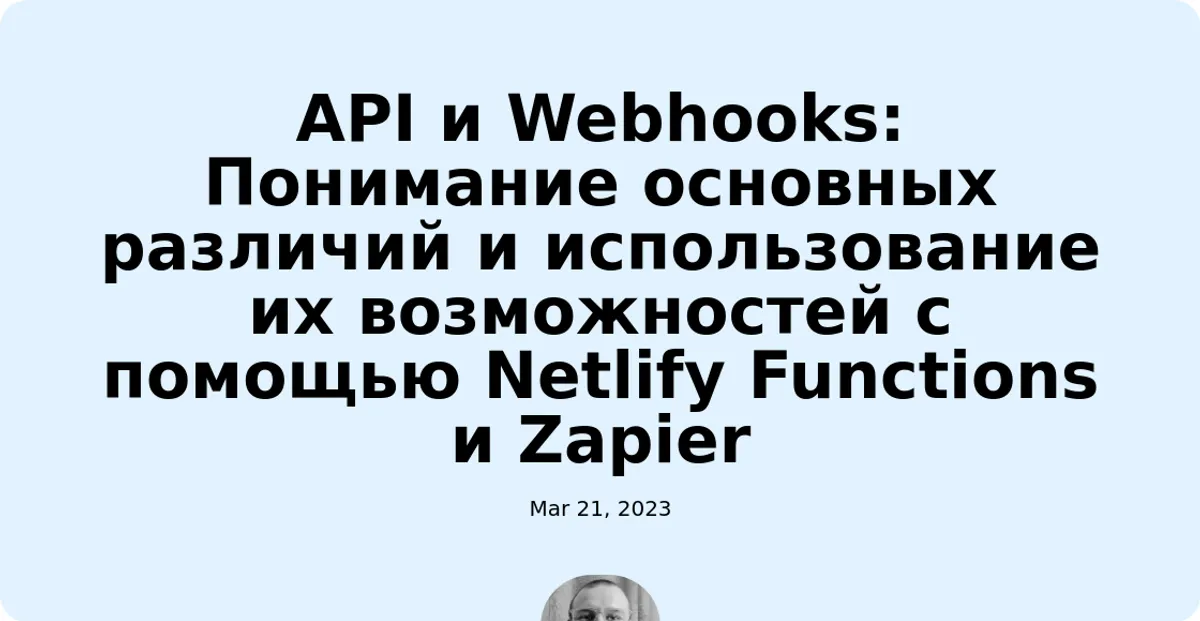 API и Webhooks:
Понимание основных
различий и использование
их возможностей с
помощью Netlify Functions
и Zapier
Mar 21, 2023